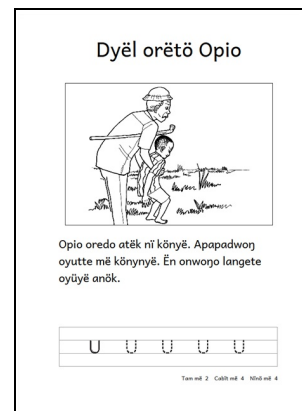 Dyël orëtö Opio
Opio oredo atëk nï könyë. Apapadwoŋ
oyutte më könynyë. Ën onwoŋo langete
oyüyë anök.
U U U U U
Tam më 2 Cabït më 4 Nïnö më 4